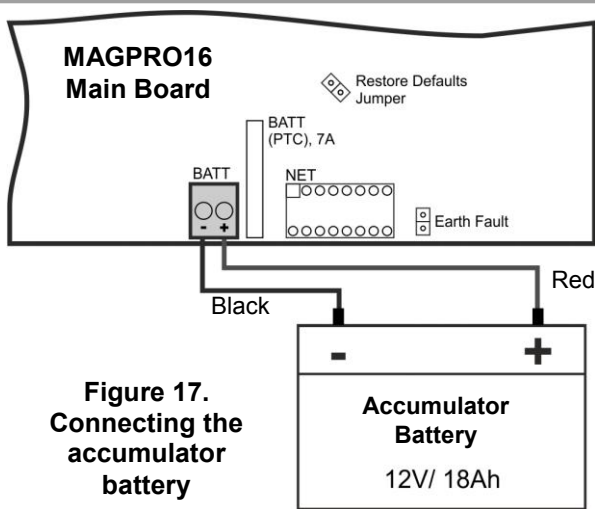 MAGPRO16
Main Board
Restore Defaults
Jumper
BATT
(PTC), 7A
BATT
NET
- +
Earth Fault
Black
Red
- +
Figure 17.
Connecting the
accumulator
battery
Accumulator
Battery
12V/ 18Ah